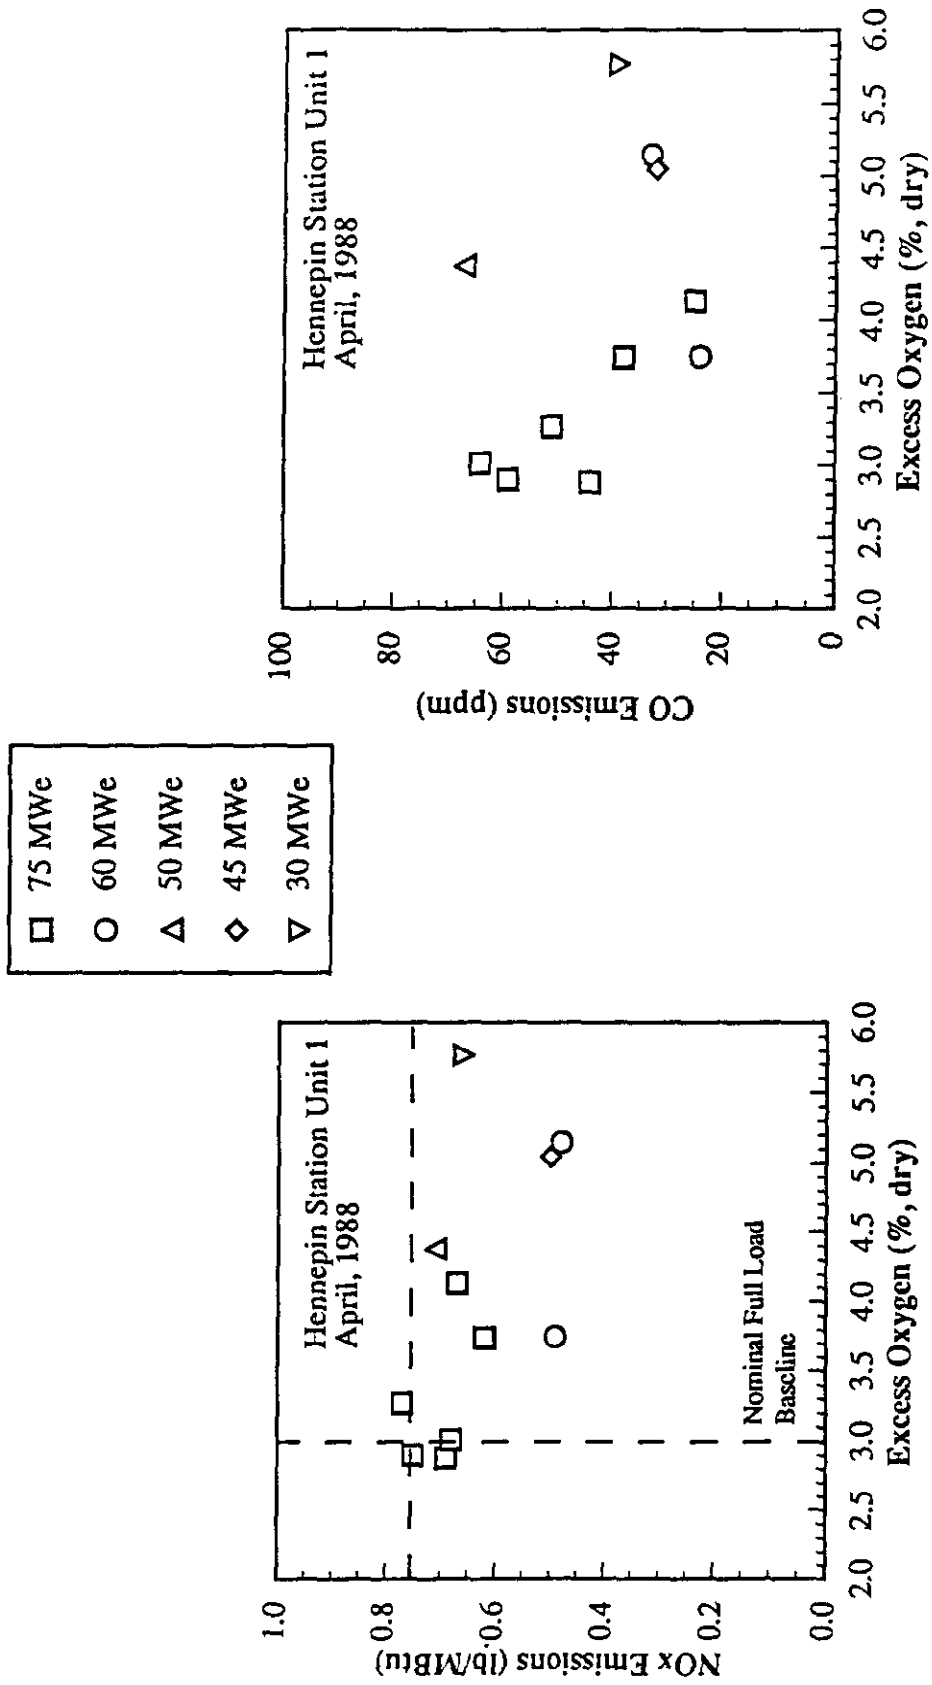 75 MWe
60 MWe
50 MWe
45 MWe
30 MWe
Hennepin Station Unit 1
April, 1988
1.0
0.8
0.6
0.4
0.2
0.0
NOx Emissions (lb/MBtu)
Nominal Full Load
Baseline
2.0 2.5 3.0 3.5 4.0 4.5 5.0 5.5 6.0
Excess Oxygen (%, dry)
Hennepin Station Unit 1
April, 1988
100
80
60
40
20
0
CO Emissions (ppm)
2.0 2.5 3.0 3.5 4.0 4.5 5.0 5.5 6.0
Excess Oxygen (%, dry)